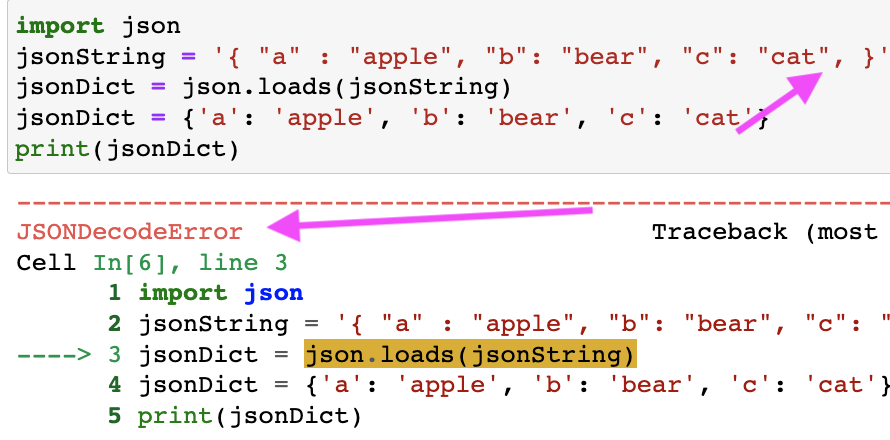 import json
jsonString = '{ "a" : "apple", "b": "bear", "c": "cat", }'
jsonDict = json.loads(jsonString)
jsonDict = {'a': 'apple', 'b': 'bear', 'c': 'cat'}
print(jsonDict)
---------------------------------------------------------
JSONDecodeError                           Traceback (most
Cell In[6], line 3
      1 import json
      2 jsonString = '{ "a" : "apple", "b": "bear", "c": "
----> 3 jsonDict = json.loads(jsonString)
      4 jsonDict = {'a': 'apple', 'b': 'bear', 'c': 'cat'}
      5 print(jsonDict)